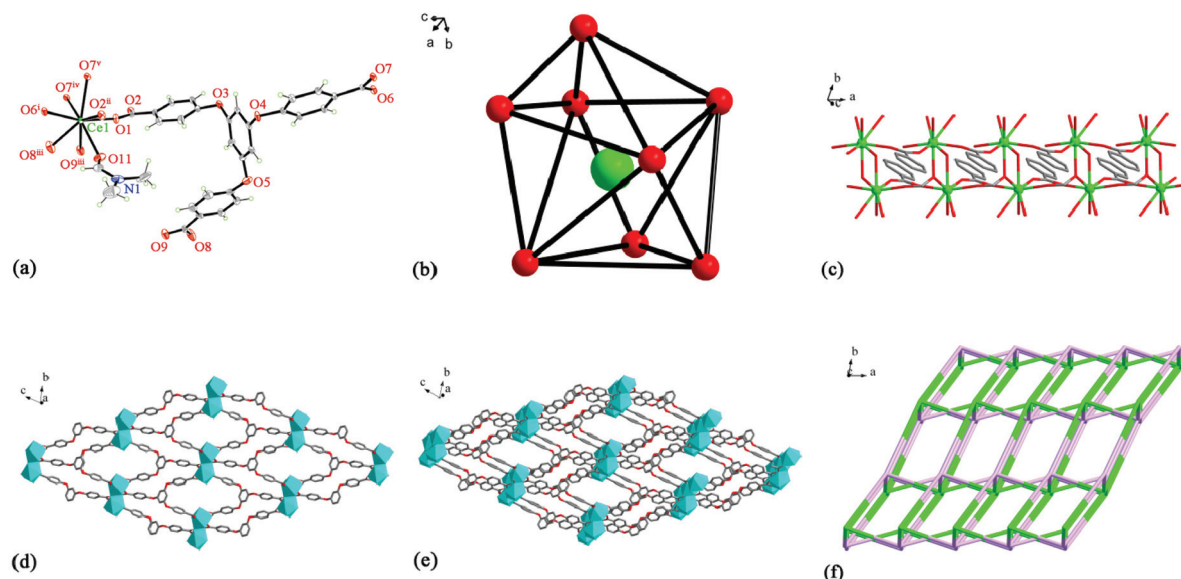 O7ᵛ
O7ⁱᵛ
O6ⁱ
O2ⁱⁱ
O2
O1
Ce1
O8ⁱⁱⁱ
O9ⁱⁱⁱ
O11
N1
O3
O4
O7
O6
O5
O9 O8
(a)
c
a b
(b)
b
a
c
(c)
b
c
a
(d)
b
c
a
(e)
b
c
a
(f)